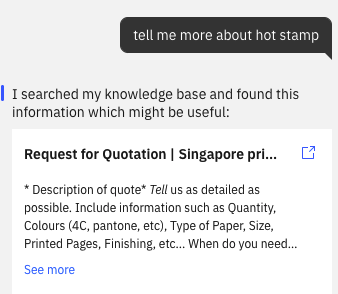 tell me more about hot stamp
I searched my knowledge base and found this
information which might be useful:
Request for Quotation | Singapore pri...
* Description of quote* Tell us as detailed as
possible. Include information such as Quantity,
Colours (4C, pantone, etc), Type of Paper, Size,
Printed Pages, Finishing, etc... When do you need...
See more